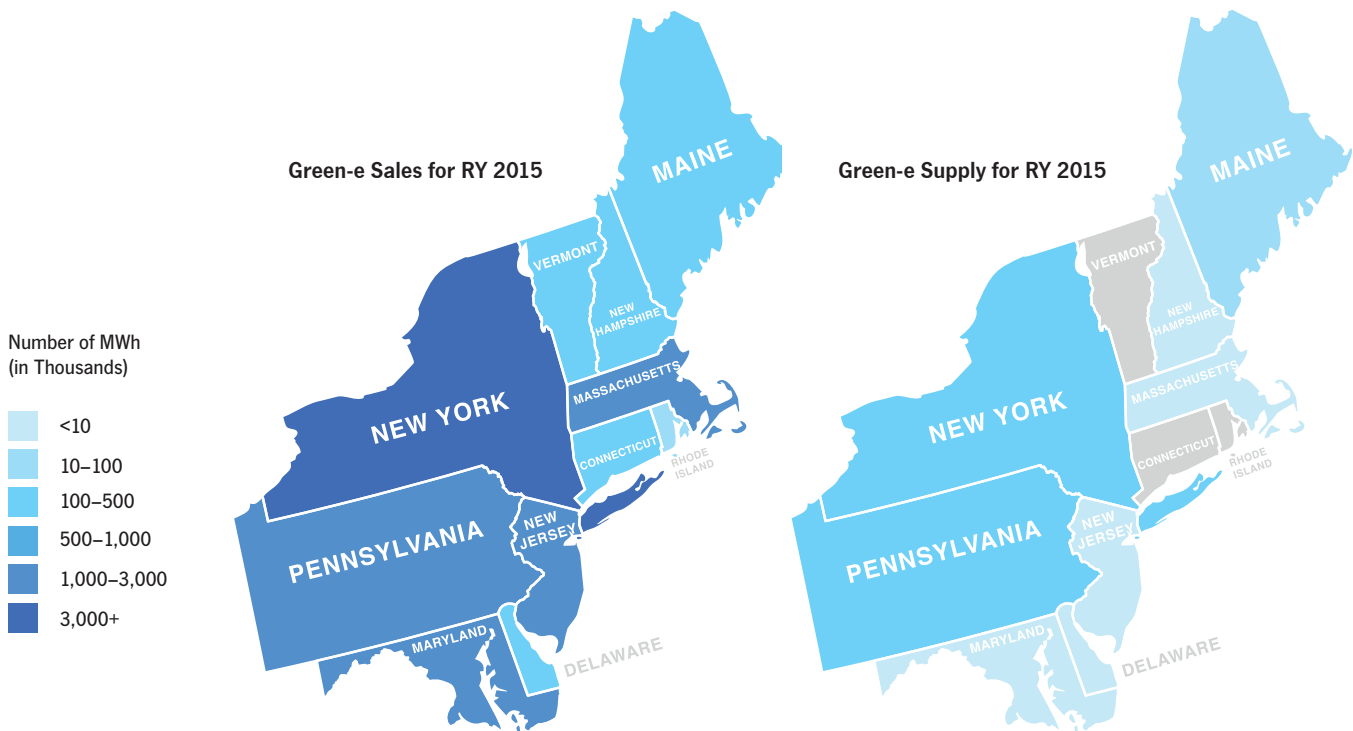 Green-e Sales for RY 2015
MAINE
VERMONT
NEW
HAMPSHIRE
MASSACHUSETTS
NEW YORK
CONNECTICUT
RHODE
ISLAND
PENNSYLVANIA
NEW
JERSEY
MARYLAND
DELAWARE
Green-e Supply for RY 2015
MAINE
VERMONT
NEW
HAMPSHIRE
MASSACHUSETTS
NEW YORK
CONNECTICUT
RHODE
ISLAND
PENNSYLVANIA
NEW
JERSEY
MARYLAND
DELAWARE
Number of MWh
(in Thousands)
<10
10–100
100–500
500–1,000
1,000–3,000
3,000+